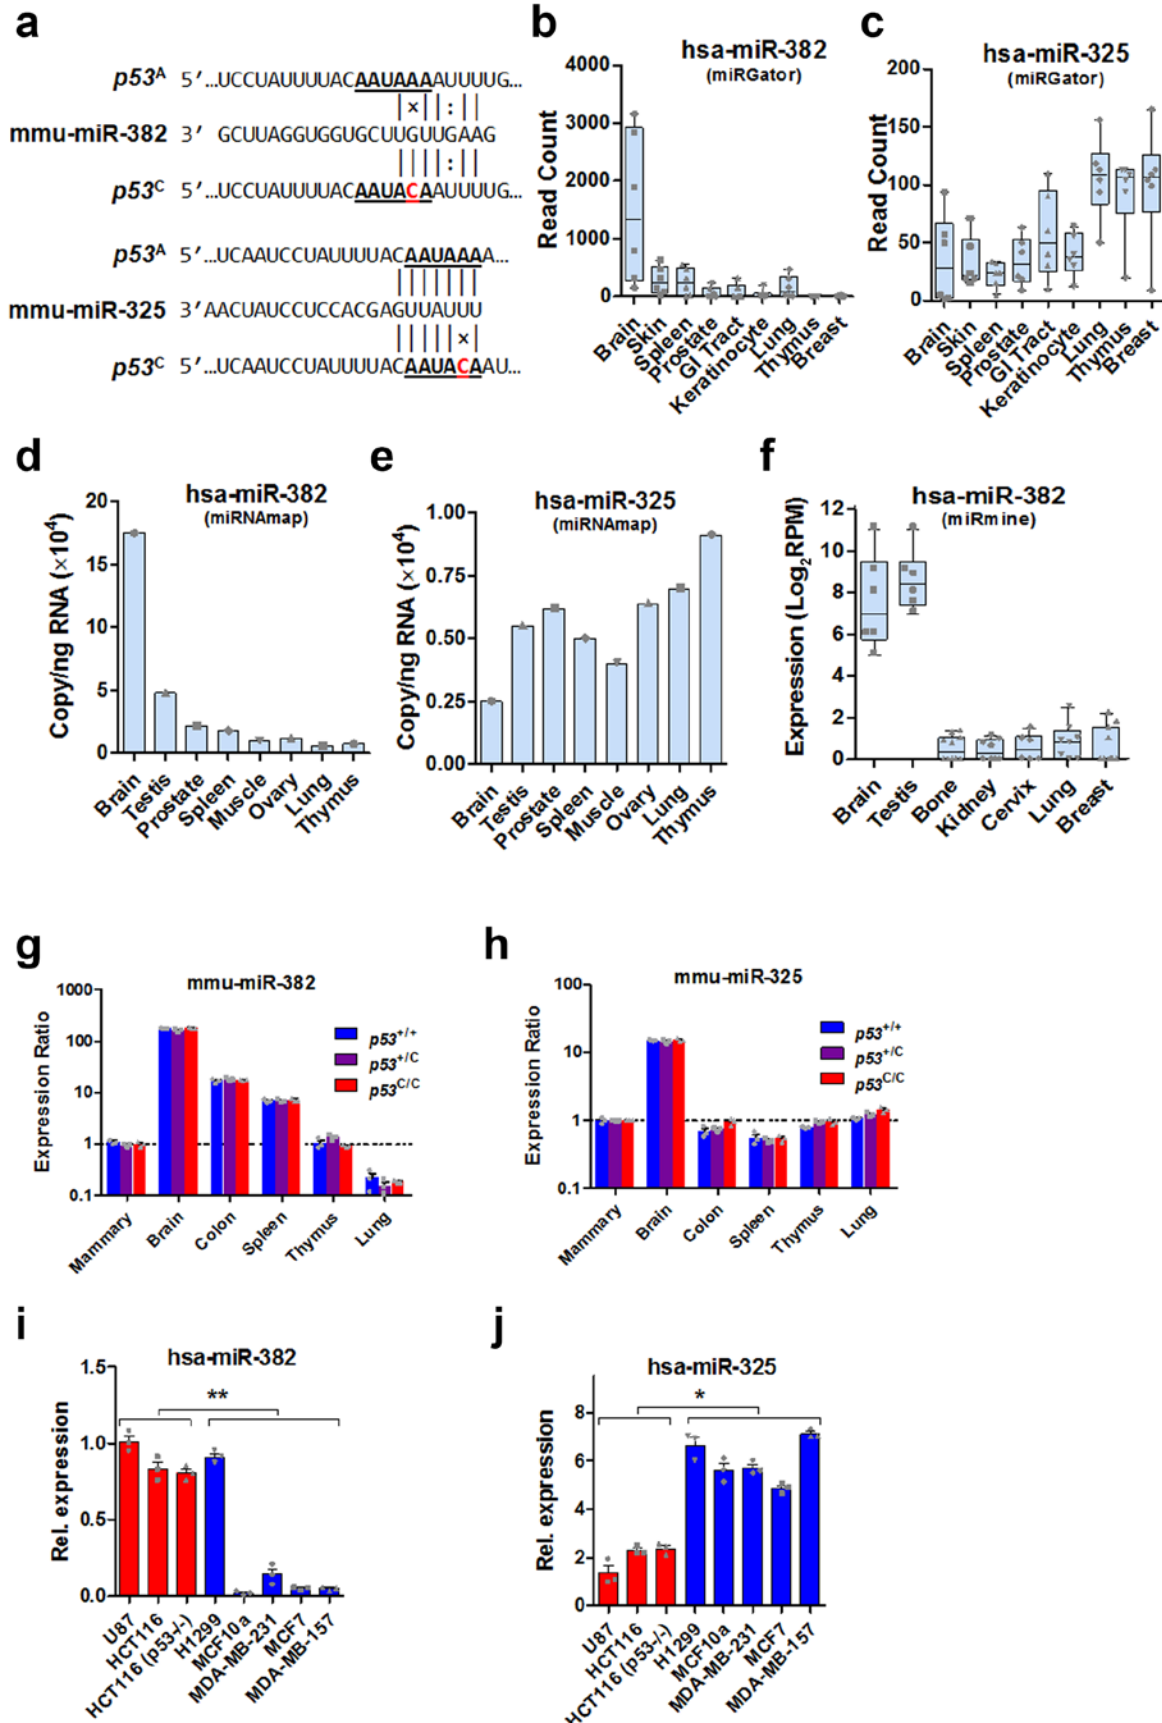 a
p53ᴬ 5′ …UCCUAUUUUACAAUAAAAUUUUG…
mmu-miR-382 3′ GCUUAGGUGGUGCUUGUUGAAG
p53ᶜ 5′ …UCCUAUUUUACAAUACAAUUUUG…
p53ᴬ 5′ …UCAAUCCUAUUUUACAAUAAAA…
mmu-miR-325 3′ AACUAUCCUCCACGAGUUAUUU
p53ᶜ 5′ …UCAAUCCUAUUUUACAAUACAAU…
b
hsa-miR-382
(miRGator)
Read Count
4000
3000
2000
1000
0
Brain
Skin
Spleen
Prostate
GI Tract
Keratinocyte
Lung
Thymus
Breast
c
hsa-miR-325
(miRGator)
Read Count
200
150
100
50
0
Brain
Skin
Spleen
Prostate
GI Tract
Keratinocyte
Lung
Thymus
Breast
d
hsa-miR-382
(miRNAmap)
Copy/ng RNA (×10⁴)
20
15
10
5
0
Brain
Testis
Prostate
Spleen
Muscle
Ovary
Lung
Thymus
e
hsa-miR-325
(miRNAmap)
Copy/ng RNA (×10⁴)
1.00
0.75
0.50
0.25
0.00
Brain
Testis
Prostate
Spleen
Muscle
Ovary
Lung
Thymus
f
hsa-miR-382
(miRmine)
Expression (Log₂RPM)
12
10
8
6
4
2
0
Brain
Testis
Bone
Kidney
Cervix
Lung
Breast
g
mmu-miR-382
Expression Ratio
1000
100
10
1
0.1
p53⁺/⁺
p53⁺/ᶜ
p53ᶜ/ᶜ
Mammary
Brain
Colon
Spleen
Thymus
Lung
h
mmu-miR-325
Expression Ratio
100
10
1
0.1
p53⁺/⁺
p53⁺/ᶜ
p53ᶜ/ᶜ
Mammary
Brain
Colon
Spleen
Thymus
Lung
i
hsa-miR-382
**
Rel. expression
1.5
1.0
0.5
0.0
U87
HCT116
HCT116 (p53-/-)
H1299
MCF10a
MDA-MB-231
MCF7
MDA-MB-157
j
hsa-miR-325
*
Rel. expression
8
6
4
2
0
U87
HCT116
HCT116 (p53-/-)
H1299
MCF10a
MDA-MB-231
MCF7
MDA-MB-157